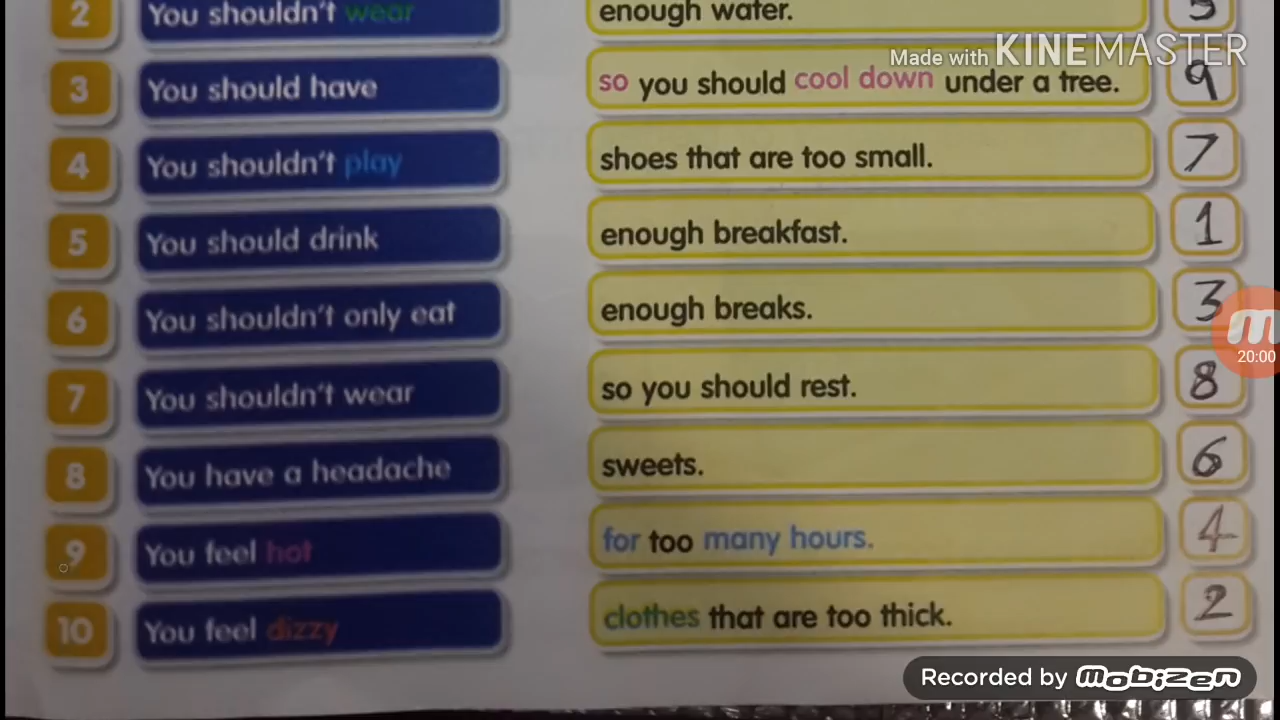 2 You shouldn't wear enough water. 5
Made with KINEMASTER
3 You should have so you should cool down under a tree. 9
4 You shouldn't play shoes that are too small. 7
5 You should drink enough breakfast. 1
6 You shouldn't only eat enough breaks. 3
20:00
7 You shouldn't wear so you should rest. 8
8 You have a headache sweets. 6
9 You feel hot for too many hours. 4
10 You feel dizzy clothes that are too thick. 2
Recorded by mobizen